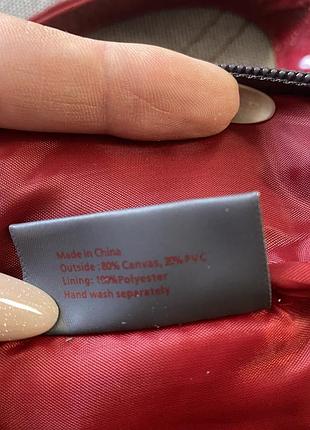 Made in China
Outside : 80% Canvas, 20% PVC
Lining: 100%Polyester
Hand wash separately